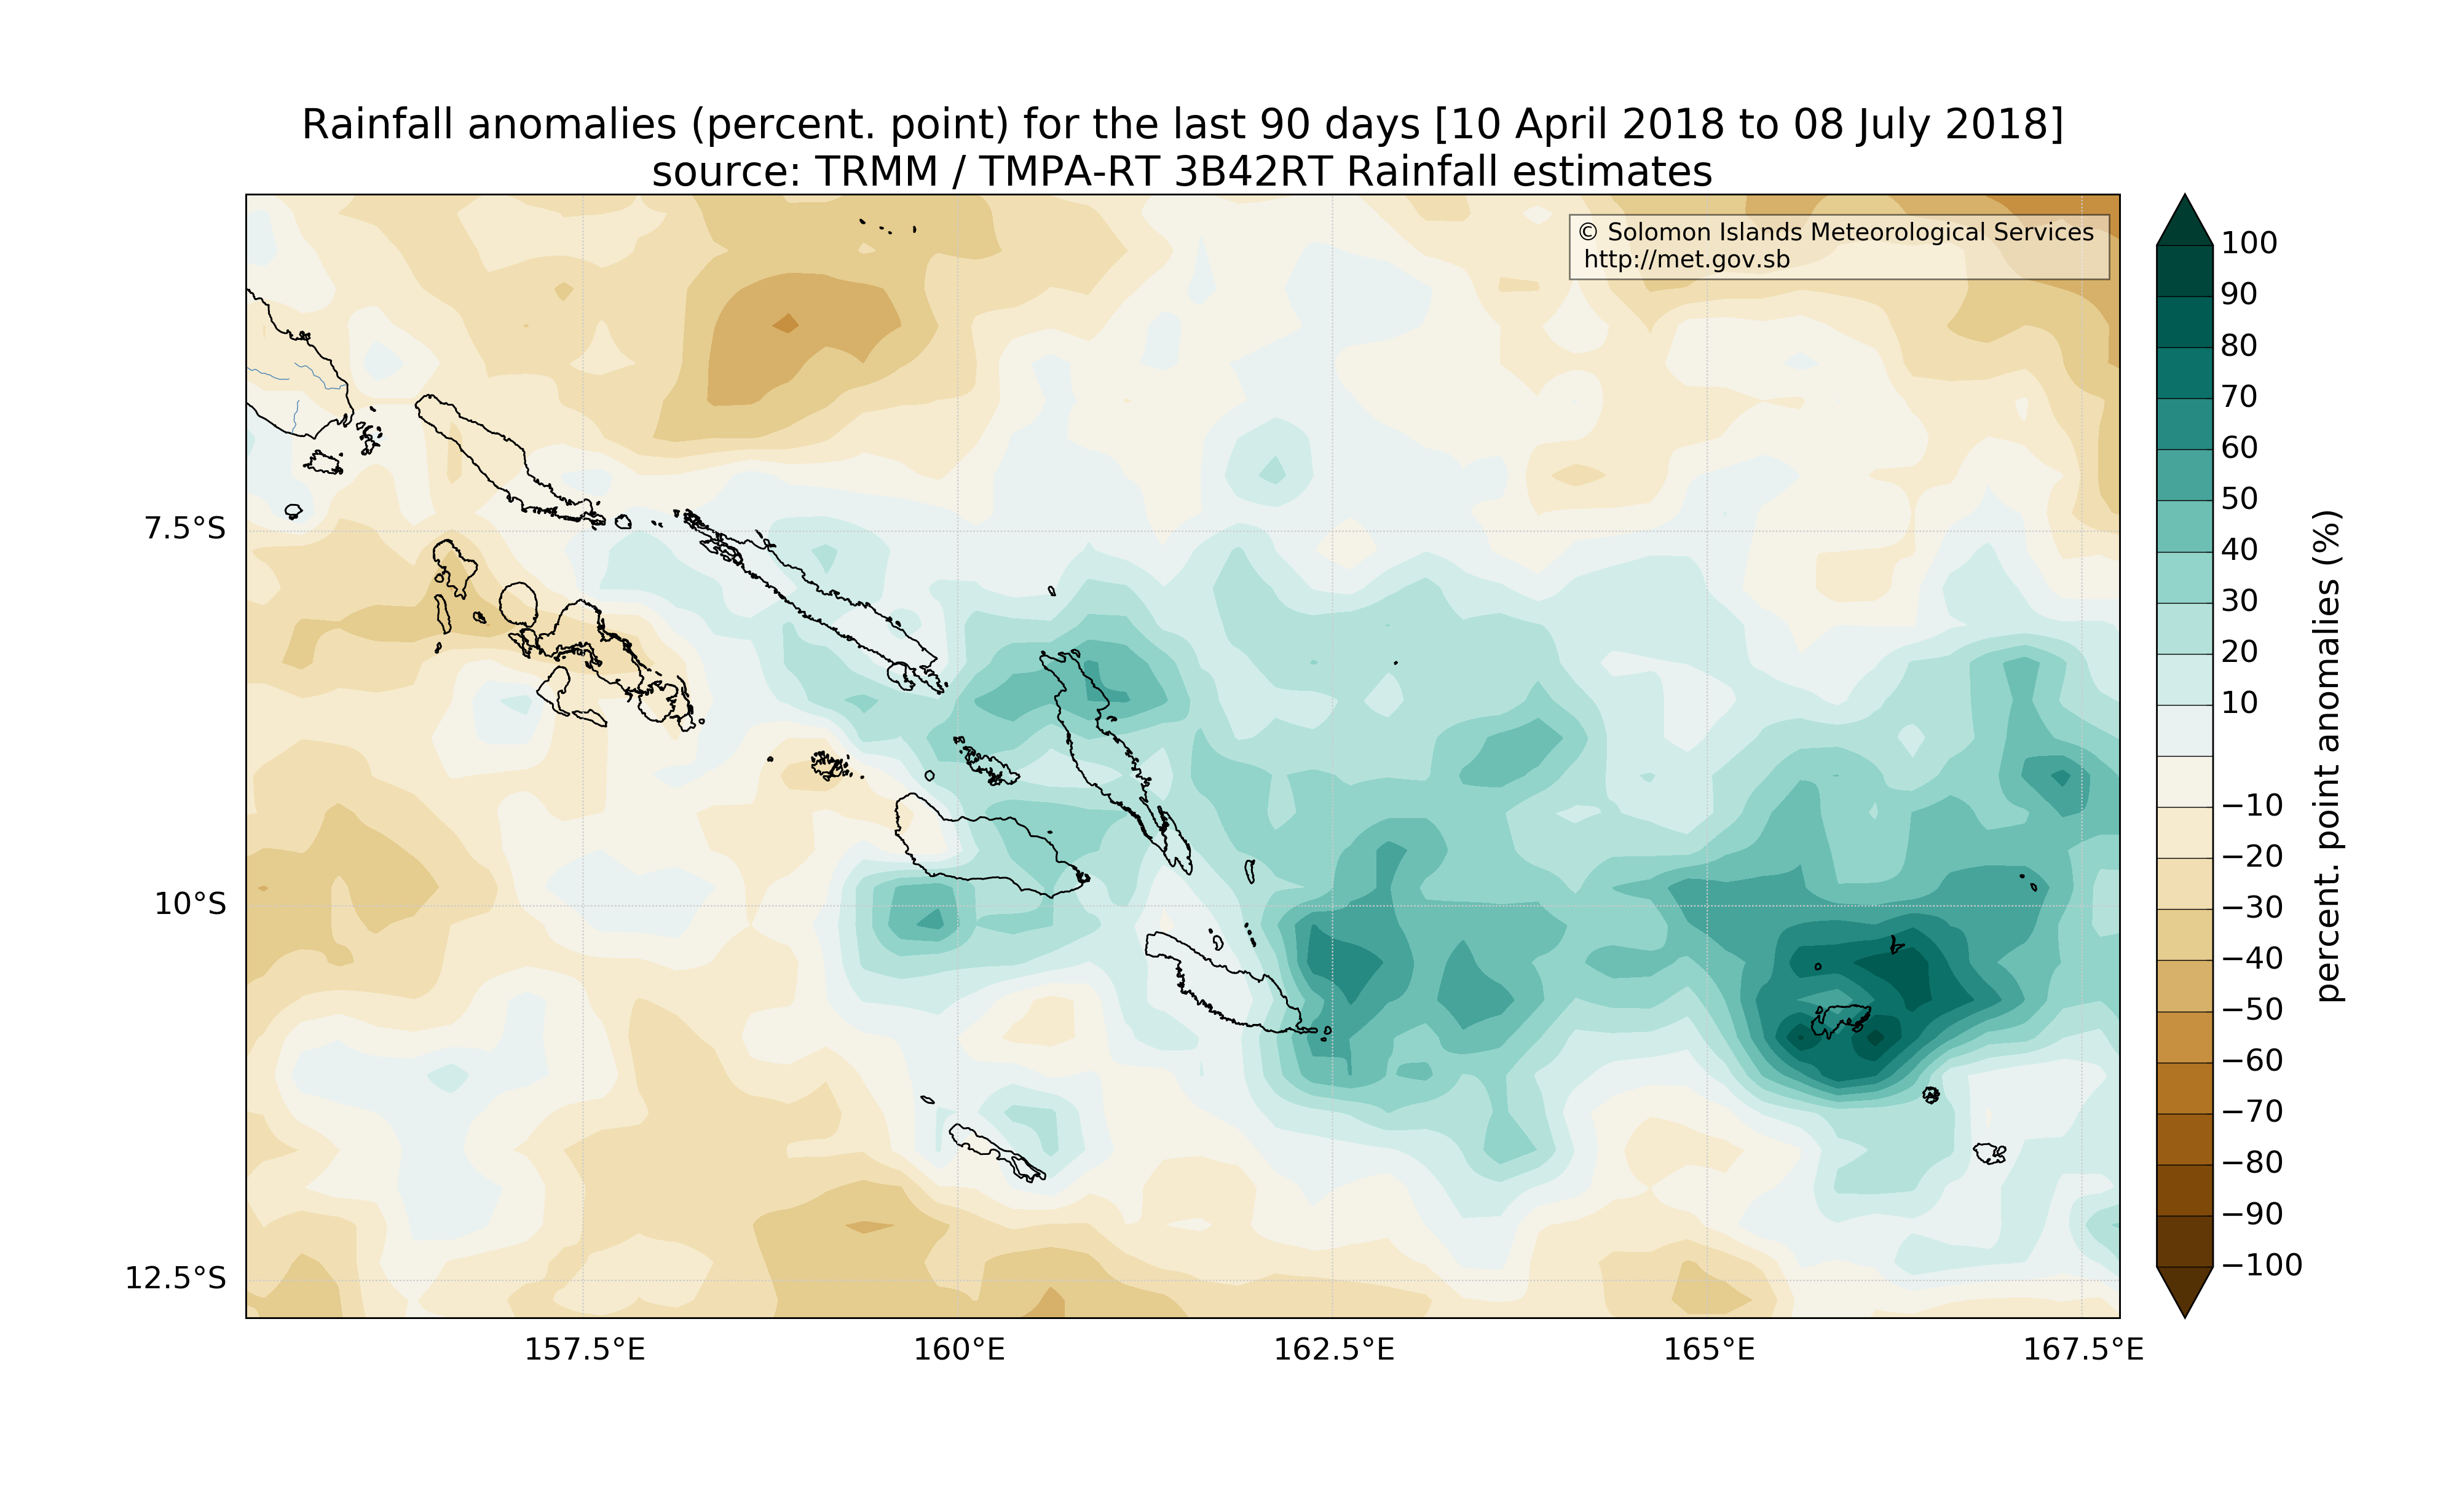 Rainfall anomalies (percent. point) for the last 90 days [10 April 2018 to 08 July 2018]
source: TRMM / TMPA-RT 3B42RT Rainfall estimates
© Solomon Islands Meteorological Services
http://met.gov.sb
7.5°S
10°S
12.5°S
157.5°E
160°E
162.5°E
165°E
167.5°E
100
90
80
70
60
50
40
30
20
10
−10
−20
−30
−40
−50
−60
−70
−80
−90
−100
percent. point anomalies (%)